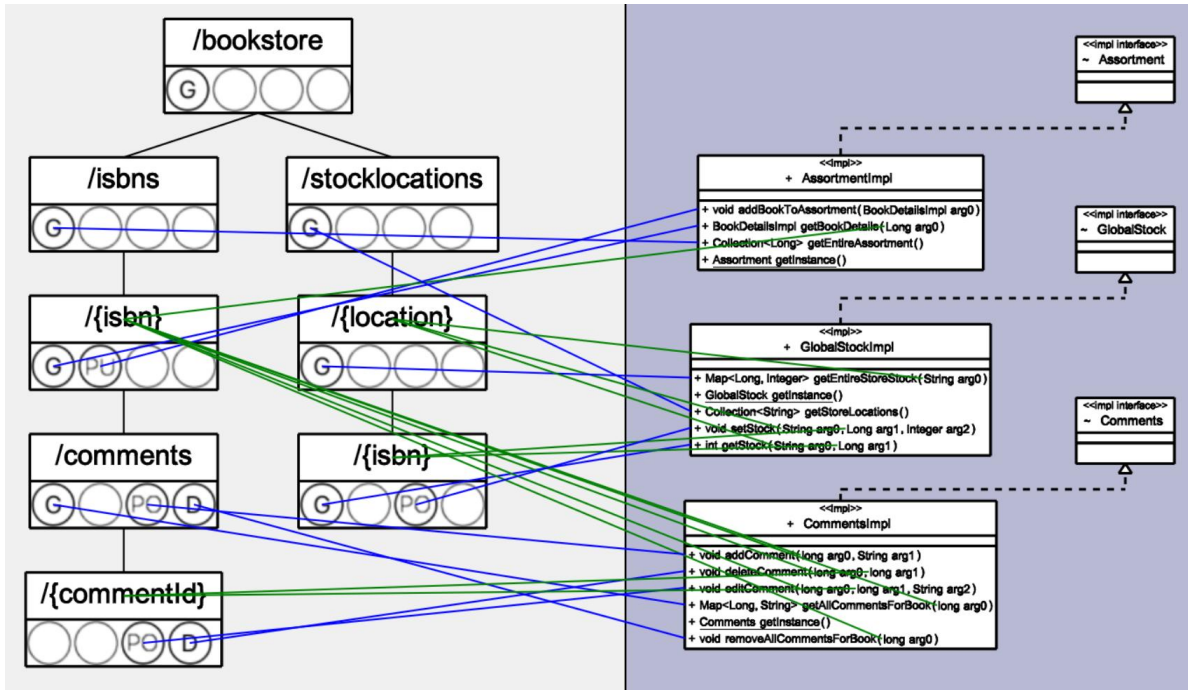 /bookstore
G
/isbns
G
/stocklocations
G
/{isbn}
G PU
/{location}
G
/comments
G PO D
/{isbn}
G PO
/{commentId}
PO D
<<impl interface>>
~ Assortment
<<impl>>
+ AssortmentImpl
+ void addBookToAssortment(BookDetailsImpl arg0)
+ BookDetailsImpl getBookDetails(Long arg0)
+ Collection<Long> getEntireAssortment()
+ Assortment getInstance()
<<impl interface>>
~ GlobalStock
<<impl>>
+ GlobalStockImpl
+ Map<Long, Integer> getEntireStoreStock(String arg0)
+ GlobalStock getInstance()
+ Collection<String> getStoreLocations()
+ void setStock(String arg0, Long arg1, Integer arg2)
+ int getStock(String arg0, Long arg1)
<<impl interface>>
~ Comments
<<impl>>
+ CommentsImpl
+ void addComment(long arg0, String arg1)
+ void deleteComment(long arg0, long arg1)
+ void editComment(long arg0, long arg1, String arg2)
+ Map<Long, String> getAllCommentsForBook(long arg0)
+ Comments getInstance()
+ void removeAllCommentsForBook(long arg0)